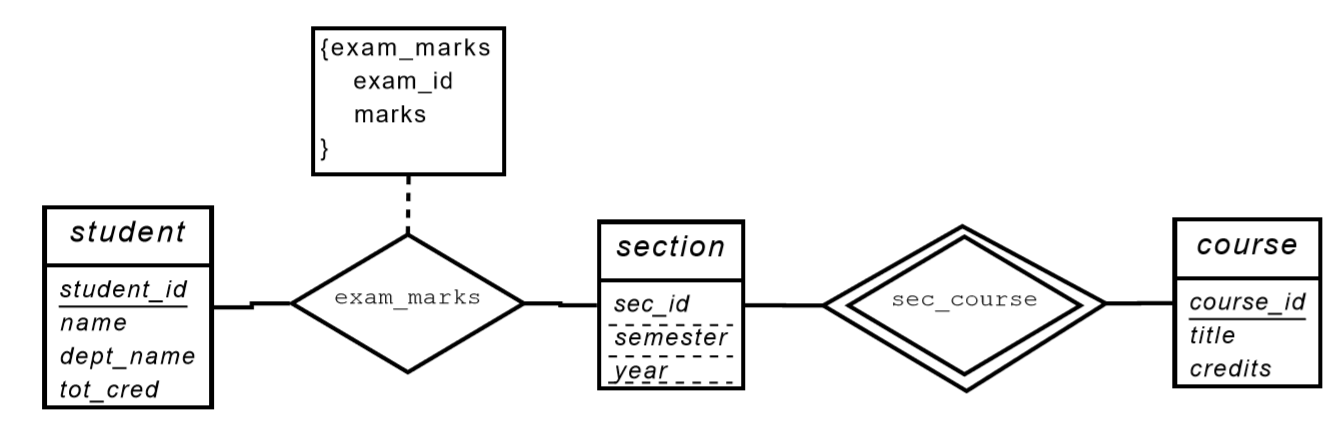 {exam_marks
exam_id
marks
}
student
student_id
name
dept_name
tot_cred
exam_marks
section
sec_id
semester
year
sec_course
course
course_id
title
credits